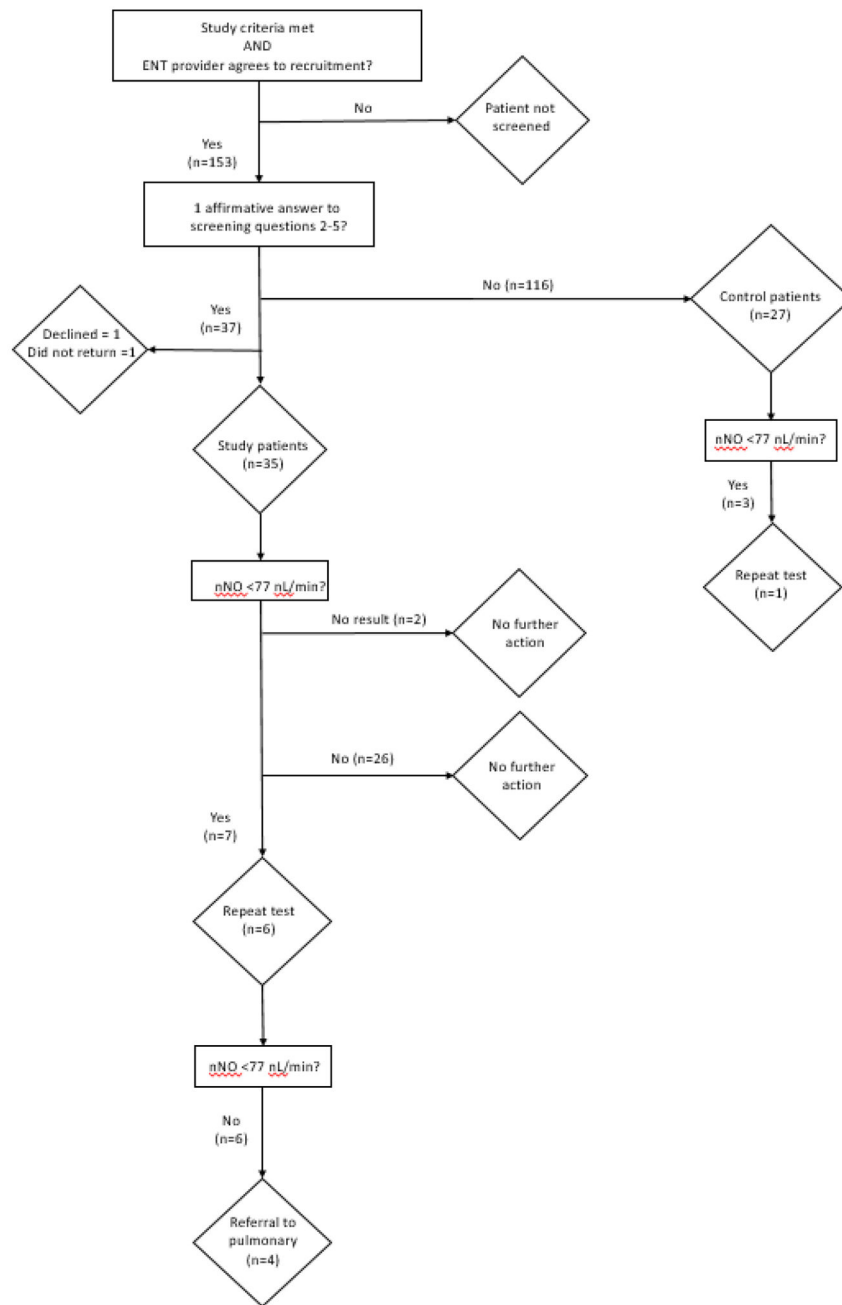 Study criteria met
AND
ENT provider agrees to recruitment?
No
Patient not
screened
Yes
(n=153)
1 affirmative answer to
screening questions 2-5?
No (n=116)
Control patients
(n=27)
Yes
(n=37)
Declined = 1
Did not return =1
Study patients
(n=35)
nNO <77 nL/min?
Yes
(n=3)
Repeat test
(n=1)
nNO <77 nL/min?
No result (n=2)
No further
action
No (n=26)
No further
action
Yes
(n=7)
Repeat test
(n=6)
nNO <77 nL/min?
No
(n=6)
Referral to
pulmonary
(n=4)